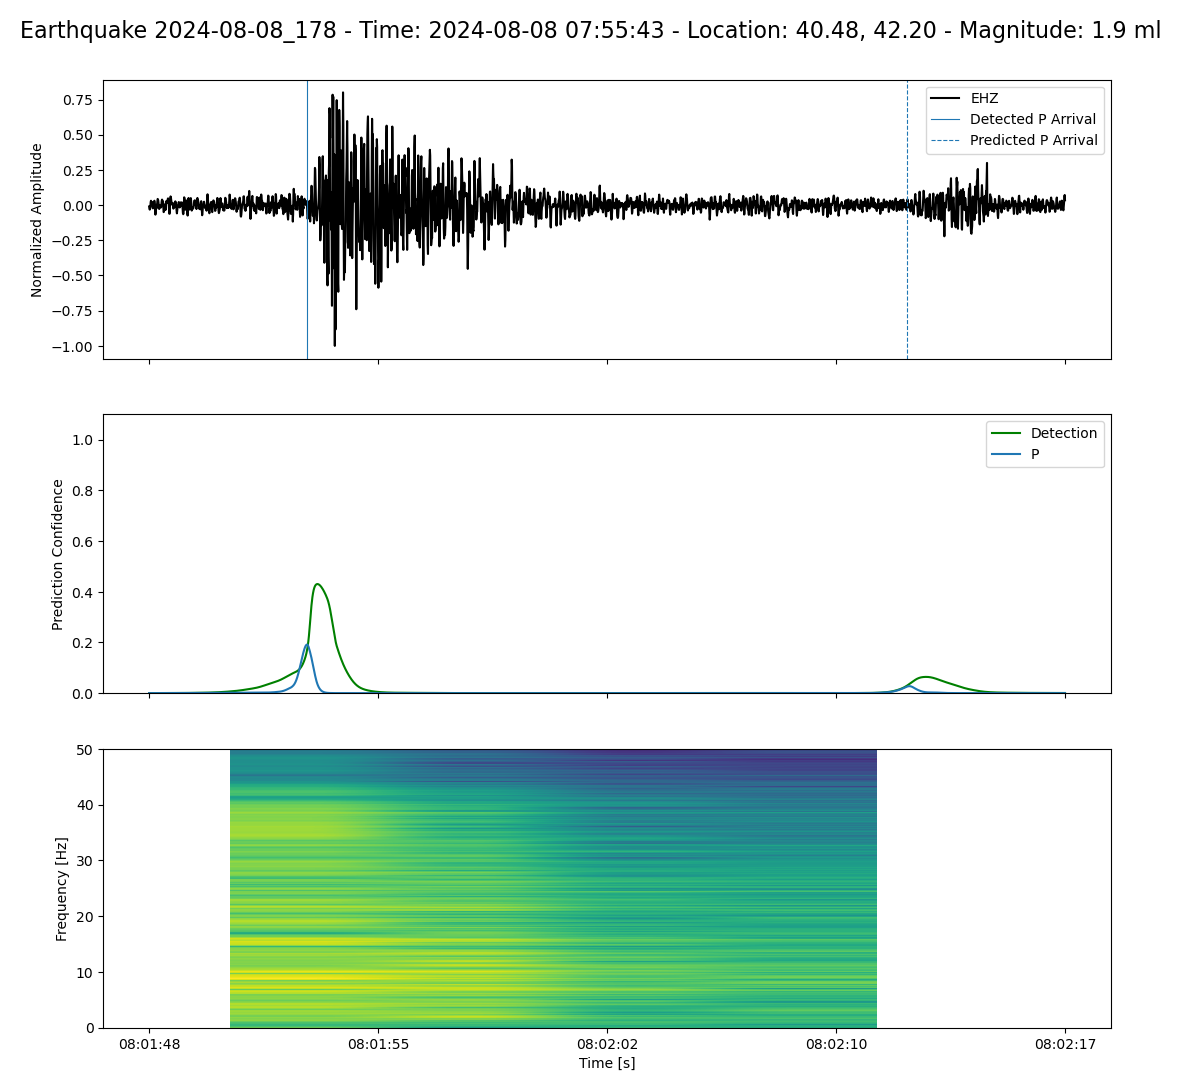 Earthquake 2024-08-08_178 - Time: 2024-08-08 07:55:43 - Location: 40.48, 42.20 - Magnitude: 1.9 ml
Normalized Amplitude
0.75
0.50
0.25
0.00
−0.25
−0.50
−0.75
−1.00
EHZ
Detected P Arrival
Predicted P Arrival
Prediction Confidence
1.0
0.8
0.6
0.4
0.2
0.0
Detection
P
Frequency [Hz]
50
40
30
20
10
0
08:01:48
08:01:55
08:02:02
08:02:10
08:02:17
Time [s]